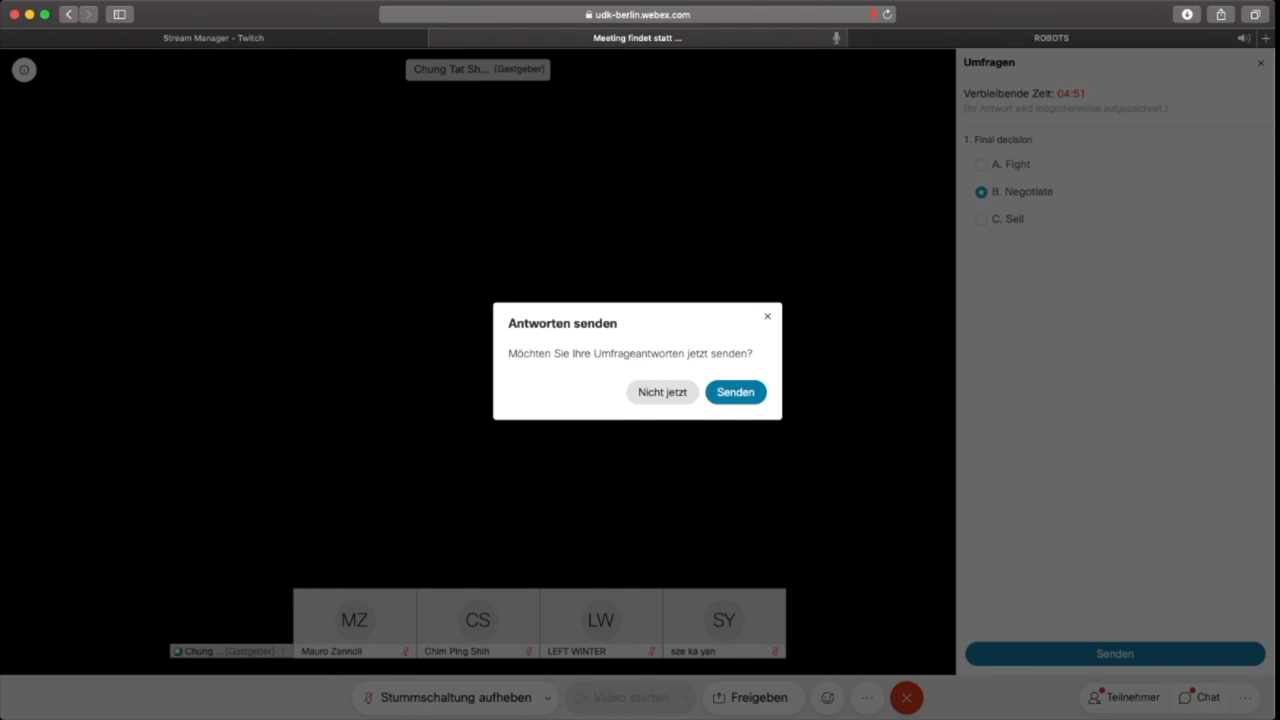 udk-berlin.webex.com
Stream Manager - Twitch
Meeting findet statt ...
ROBOTS
Chung Tat Sh... (Gastgeber)
Umfragen
Verbleibende Zeit: 04:51
(Ihr Antwort wird möglicherweise aufgezeichnet.)
1. Final decision
A. Fight
B. Negotiate
C. Sell
Antworten senden
Möchten Sie Ihre Umfrageantworten jetzt senden?
Nicht jetzt
Senden
MZ
CS
LW
SY
Chung ... (Gastgeber)
Mauro Zannoli
Chim Ping Shih
LEFT WINTER
sze ka yan
Senden
Stummschaltung aufheben
Video starten
Freigeben
Teilnehmer
Chat